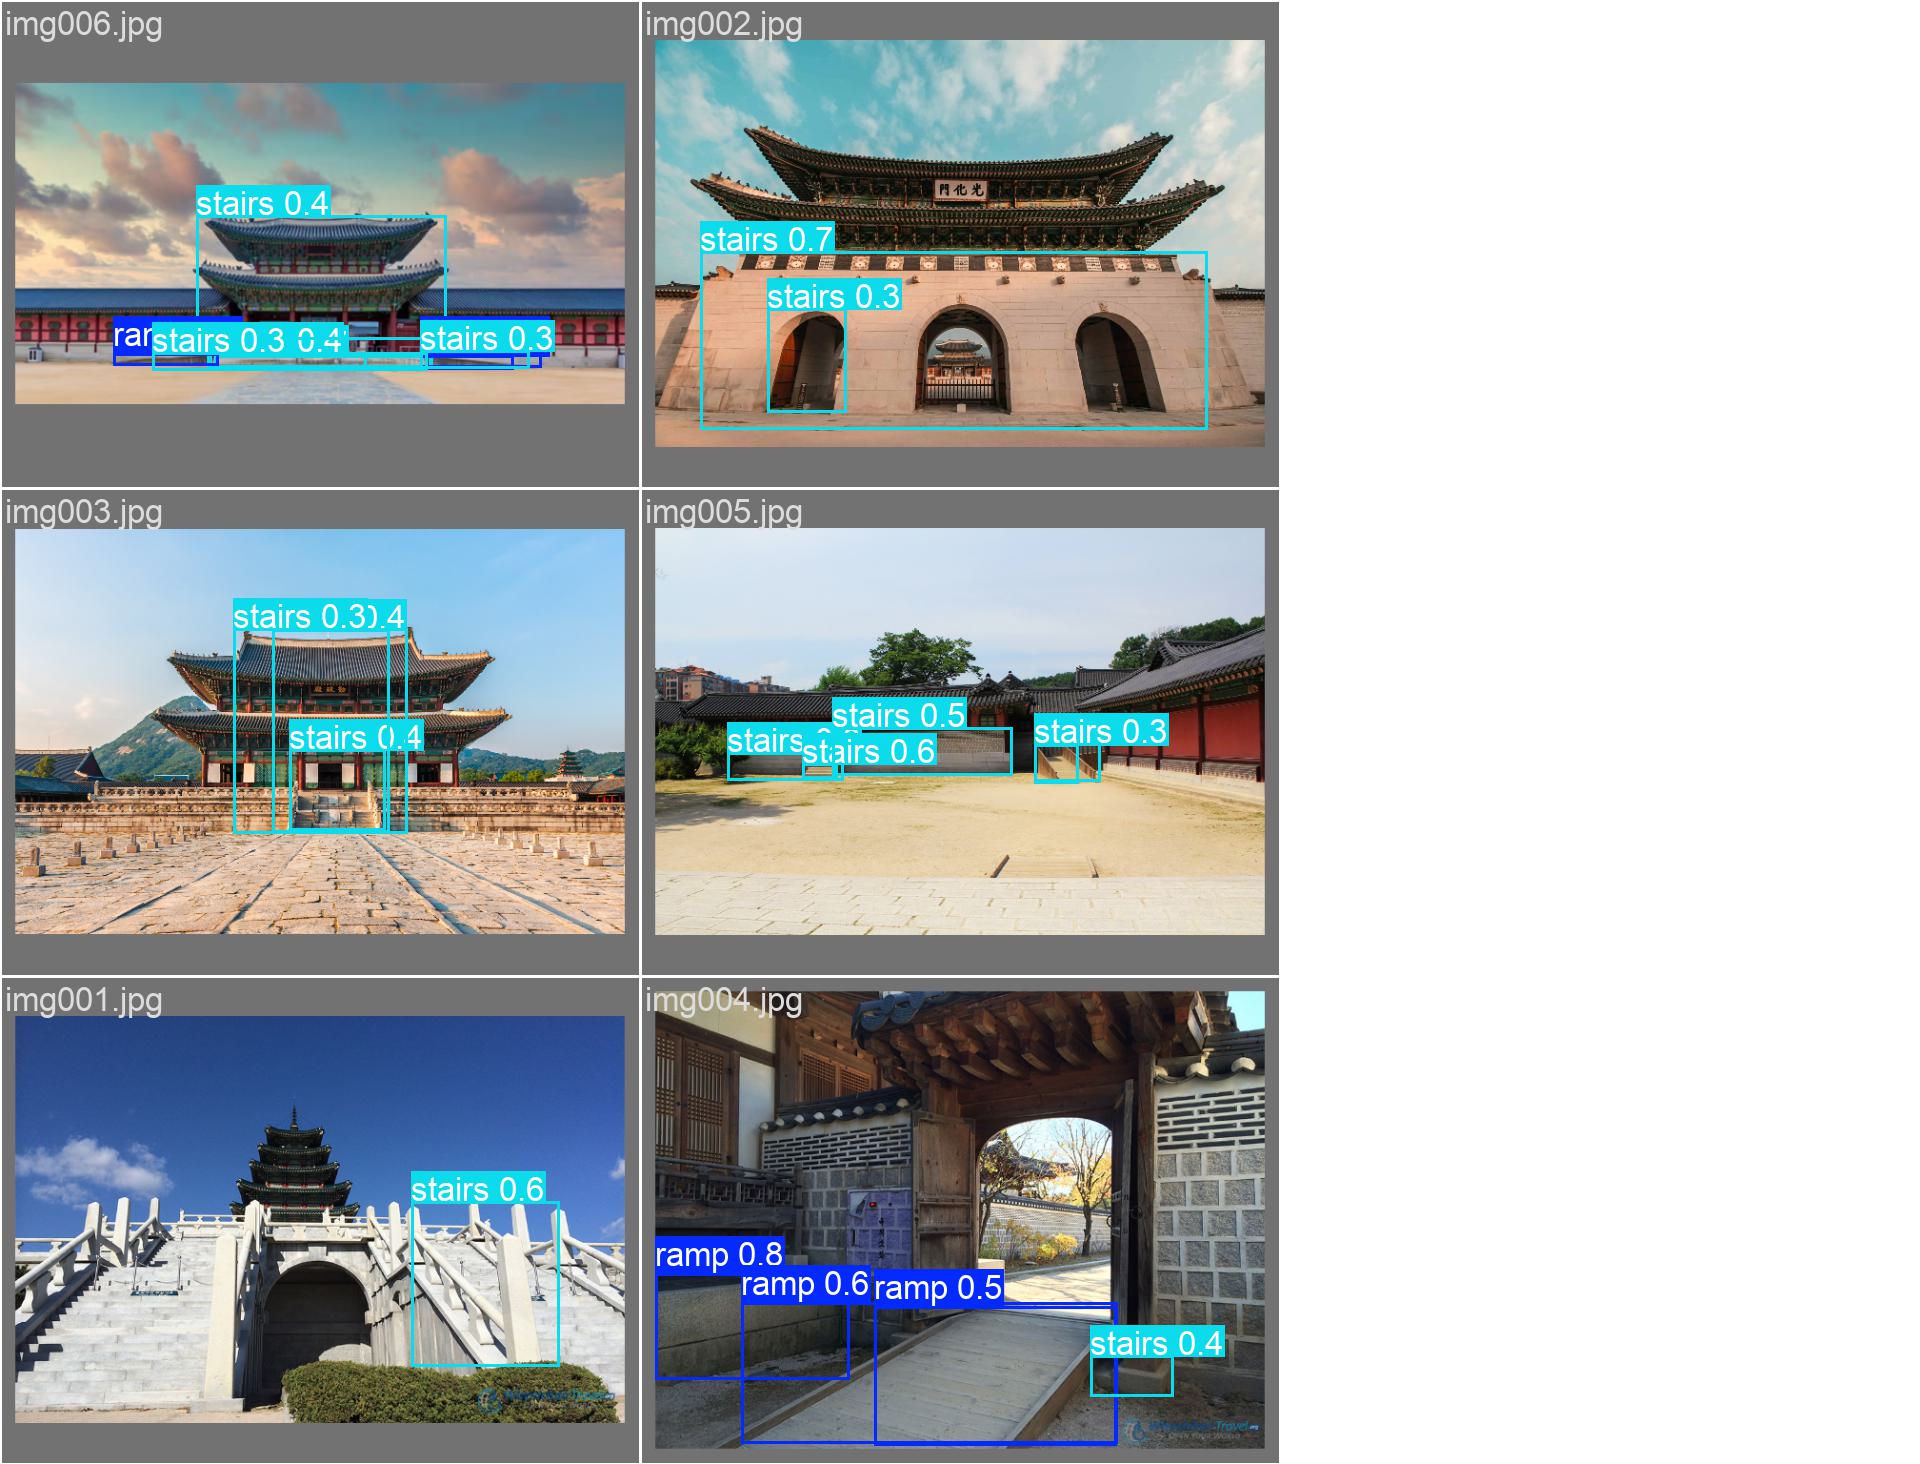 img006.jpg
stairs 0.4
stairs 0.3
0.4
stairs 0.3
img002.jpg
光化門
stairs 0.7
stairs 0.3
img003.jpg
stairs 0.3
0.4
stairs 0.4
img005.jpg
stairs 0.5
stairs
stairs 0.6
stairs 0.3
img001.jpg
stairs 0.6
img004.jpg
ramp 0.8
ramp 0.6
ramp 0.5
stairs 0.4